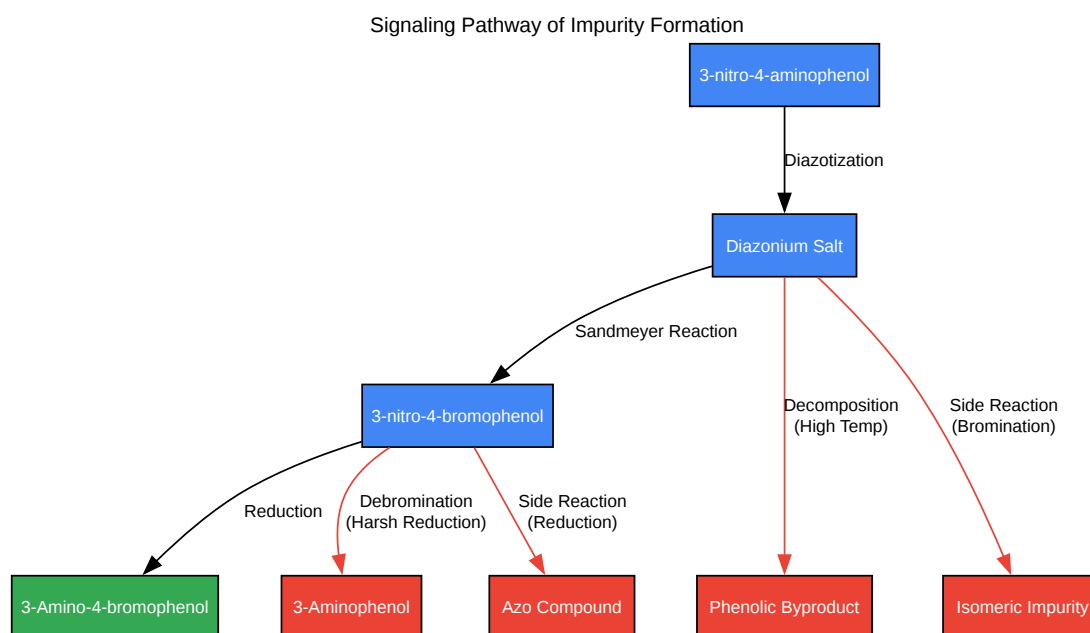 Signaling Pathway of Impurity Formation
3-nitro-4-aminophenol
Diazotization
Diazonium Salt
Sandmeyer Reaction
3-nitro-4-bromophenol
Decomposition
(High Temp)
Side Reaction
(Bromination)
Reduction
Debromination
(Harsh Reduction)
Side Reaction
(Reduction)
3-Amino-4-bromophenol
3-Aminophenol
Azo Compound
Phenolic Byproduct
Isomeric Impurity